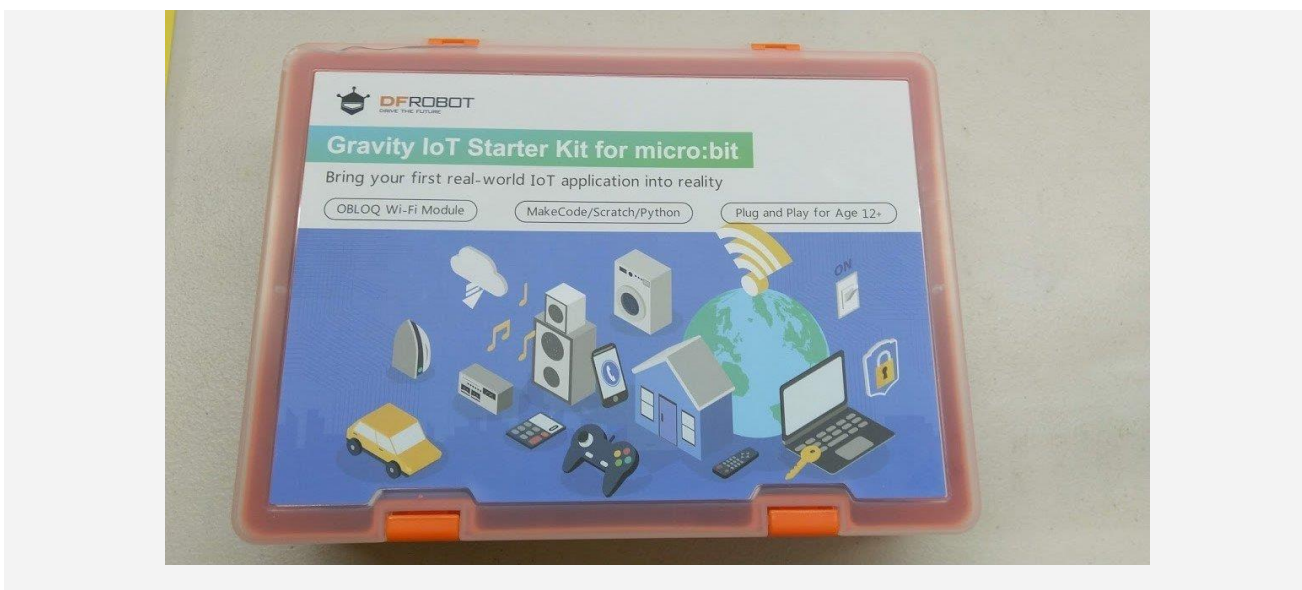 DFROBOT
DRIVE THE FUTURE
Gravity IoT Starter Kit for micro:bit
Bring your first real-world IoT application into reality
OBLOQ Wi-Fi Module
MakeCode/Scratch/Python
Plug and Play for Age 12+
ON